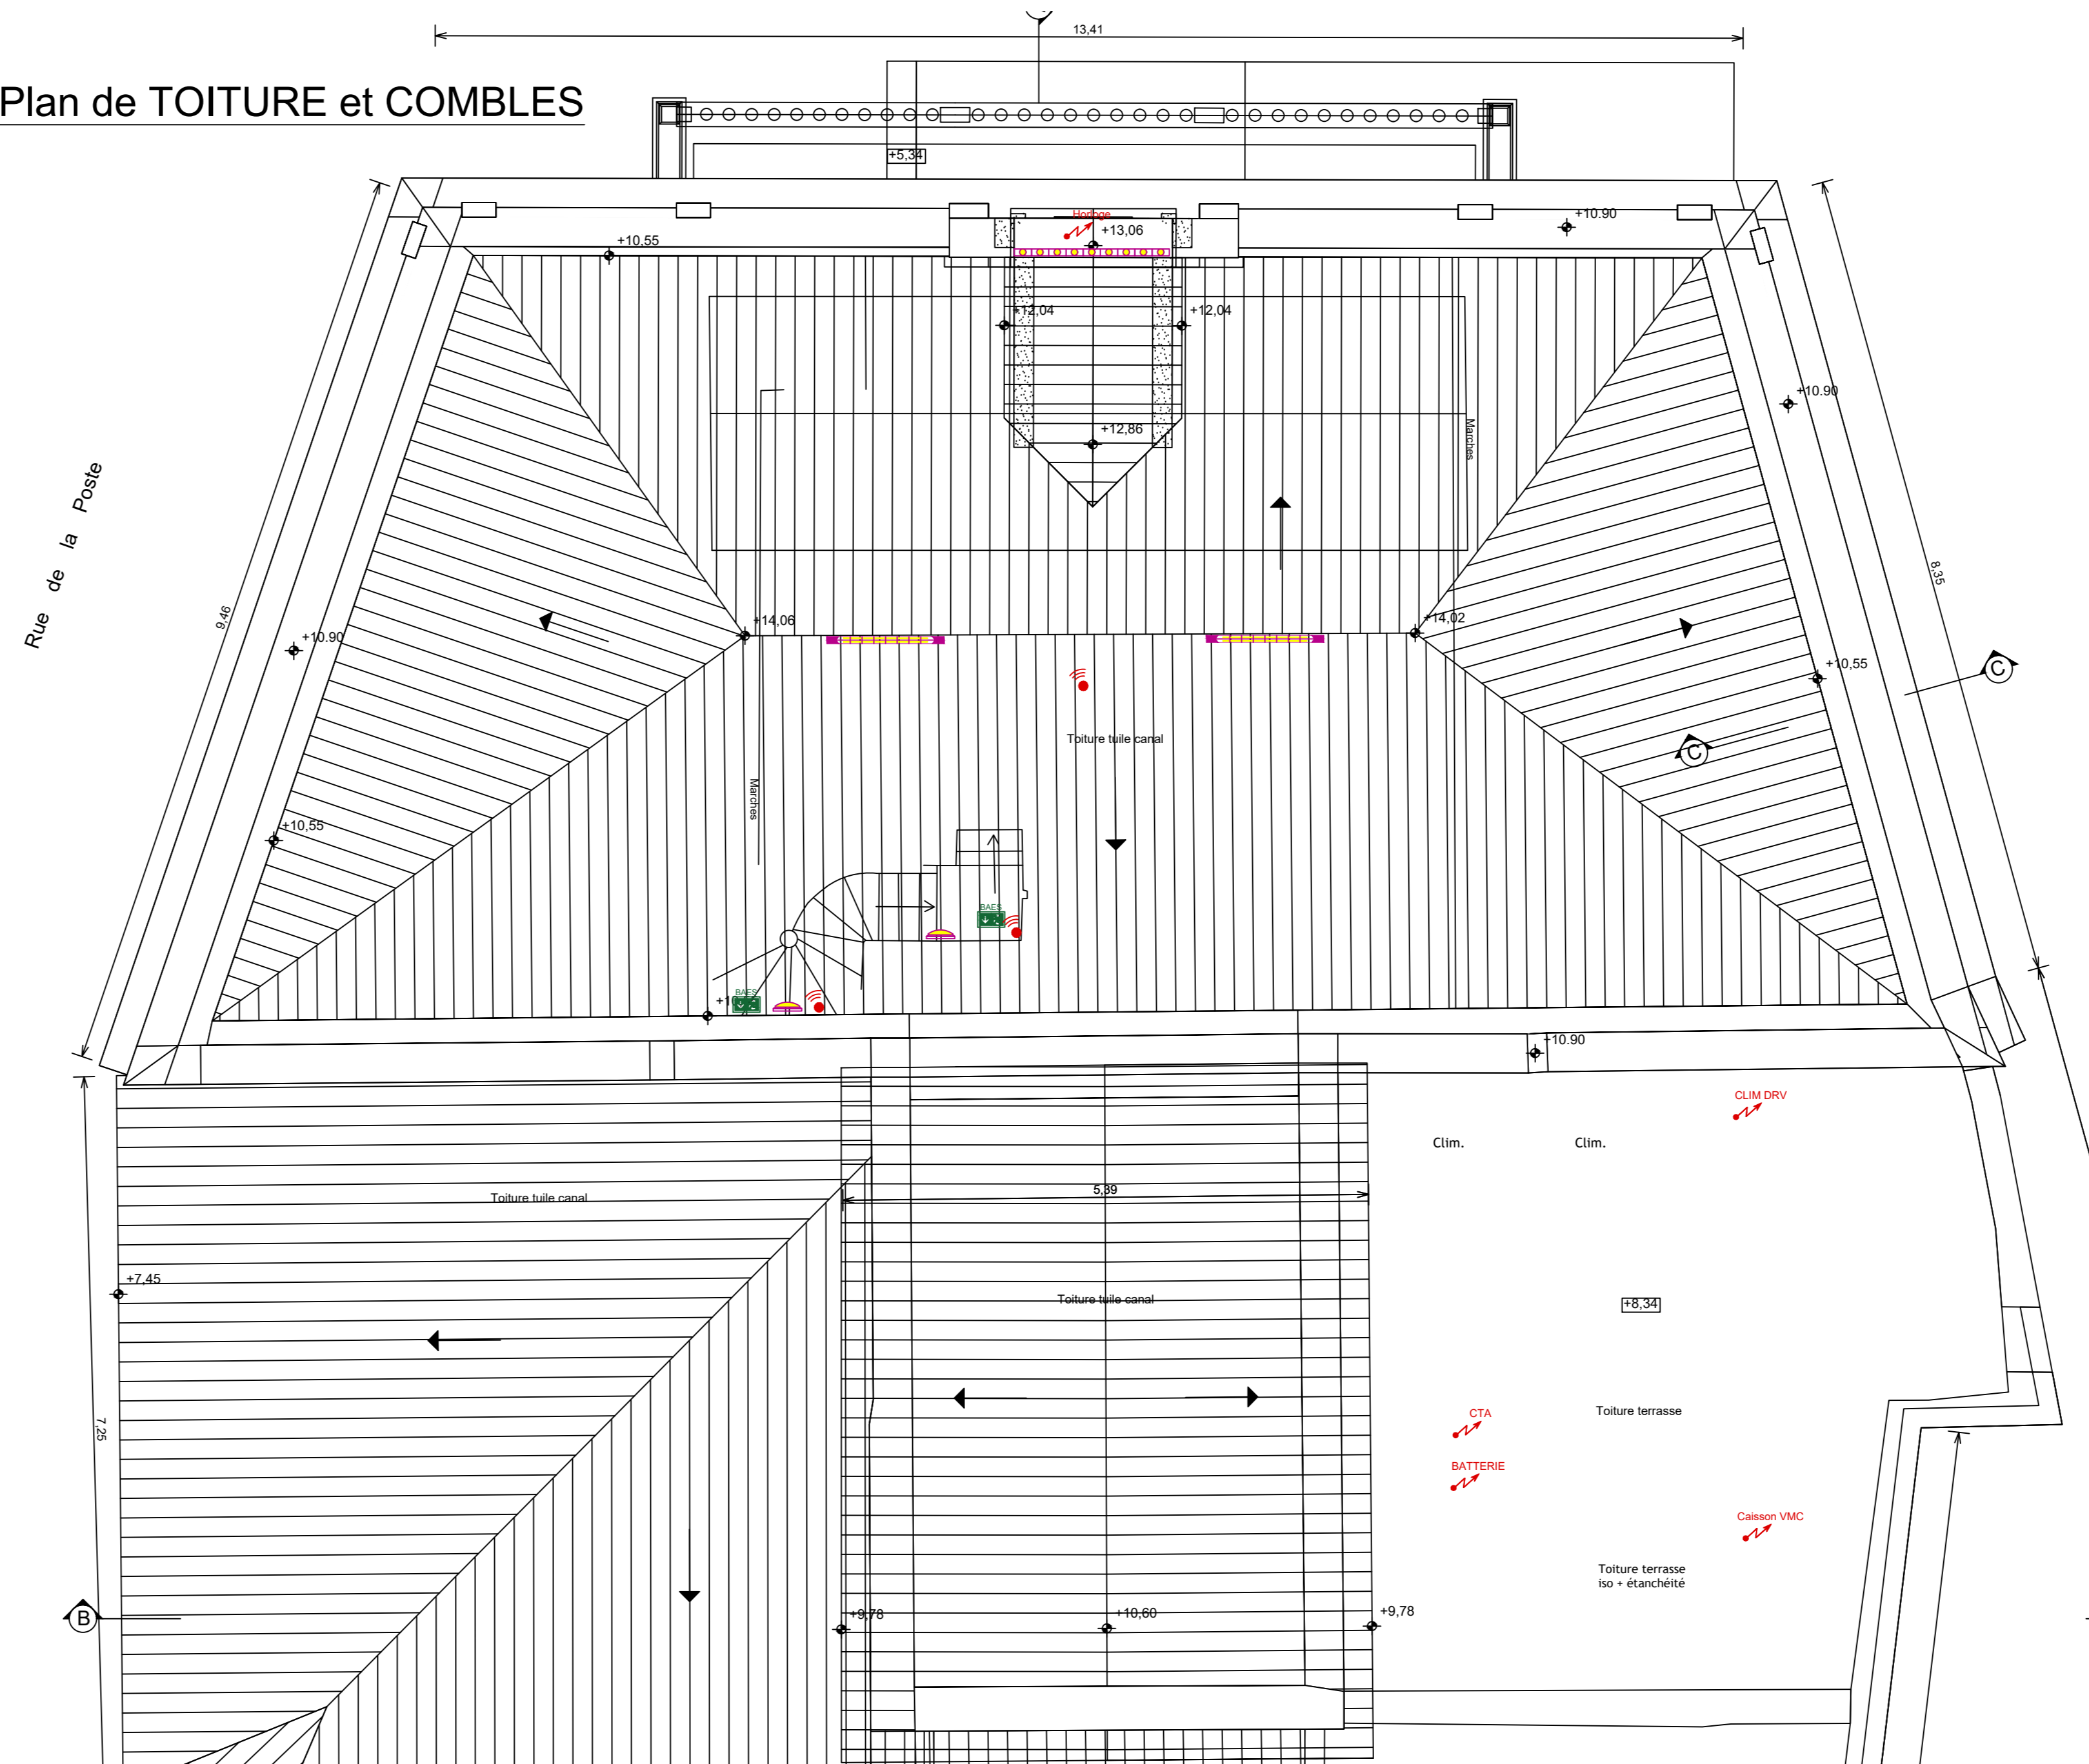 13,41
Plan de TOITURE et COMBLES
+5,34
Horloge
+13,06
+10.90
+10,55
+12,04
+12,04
+10.90
+12,86
Marches
Rue de la Poste
8,35
9,46
+14,06
+14,02
+10.90
+10,55
C
Toiture tuile canal
C
Marches
+10,55
BAES
BAES
+10.90
CLIM DRV
Clim.
Clim.
5,39
Toiture tuile canal
+7,45
Toiture tuile canal
+8,34
7,25
CTA
Toiture terrasse
BATTERIE
Caisson VMC
Toiture terrasse
iso + étanchéité
B
+9,78
+10,60
+9,78